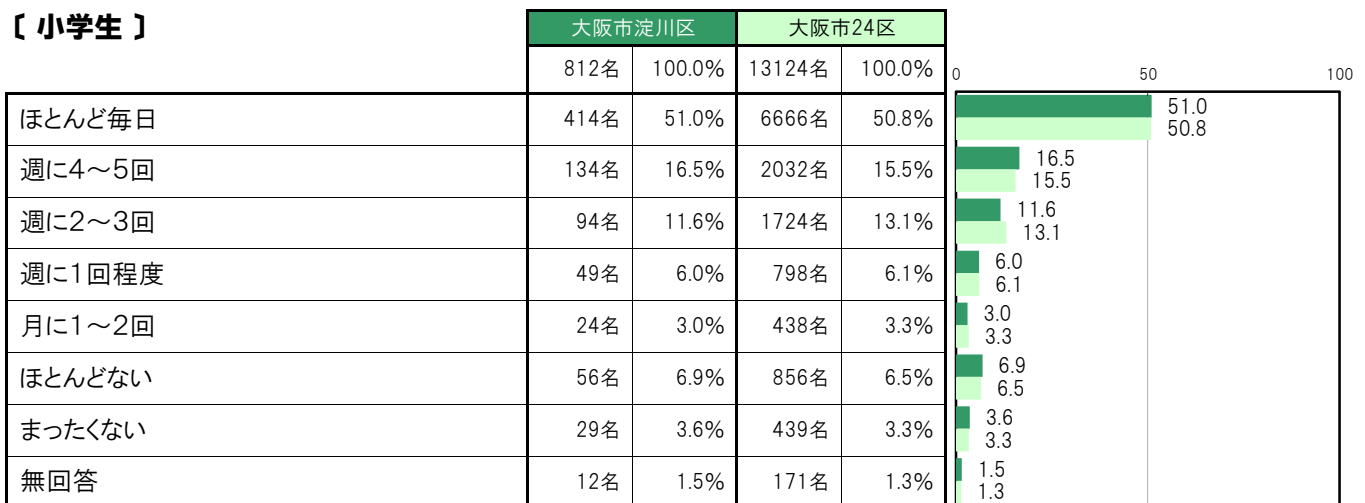 〔 小学生 〕
大阪市淀川区 大阪市24区
812名 100.0% 13124名 100.0% 0 50 100
ほとんど毎日 414名 51.0% 6666名 50.8% 51.0
50.8
週に4～5回 134名 16.5% 2032名 15.5% 16.5
15.5
週に2～3回 94名 11.6% 1724名 13.1% 11.6
13.1
週に1回程度 49名 6.0% 798名 6.1% 6.0
6.1
月に1～2回 24名 3.0% 438名 3.3% 3.0
3.3
ほとんどない 56名 6.9% 856名 6.5% 6.9
6.5
まったくない 29名 3.6% 439名 3.3% 3.6
3.3
無回答 12名 1.5% 171名 1.3% 1.5
1.3